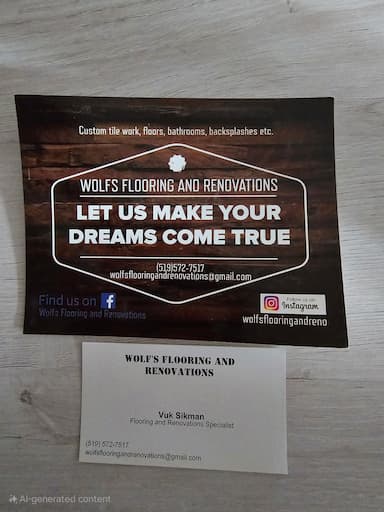 Custom tile work, floors, bathrooms, backsplashes etc.
WOLFS FLOORING AND RENOVATIONS
LET US MAKE YOUR
DREAMS COME TRUE
(519)572-7517
wolfsflooringandrenovations@gmail.com
Find us on
Wolfs Flooring and Renovations
Follow us on
Instagram
wolfsflooringandreno
WOLF'S FLOORING AND
RENOVATIONS
Vuk Sikman
Flooring and Renovations Specialist
(519) 572-7517
wolfsflooringandrenovations@gmail.com
AI-generated content